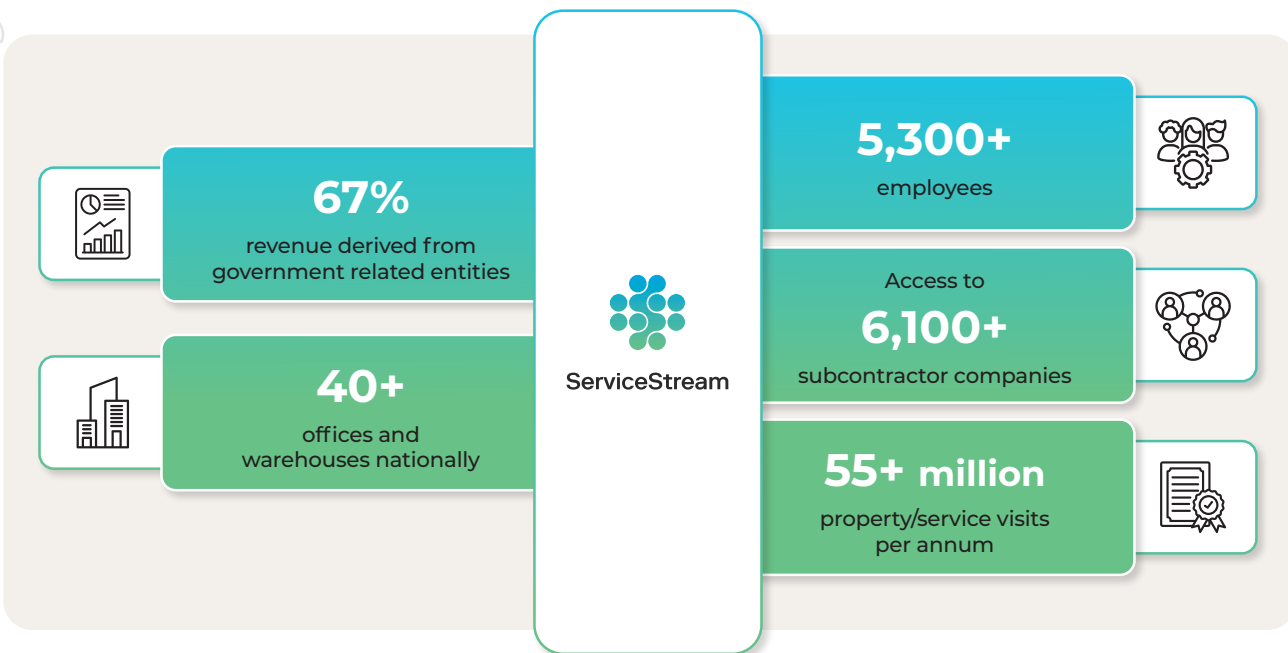 67%
revenue derived from
government related entities
40+
offices and
warehouses nationally
ServiceStream
5,300+
employees
Access to
6,100+
subcontractor companies
55+ million
property/service visits
per annum